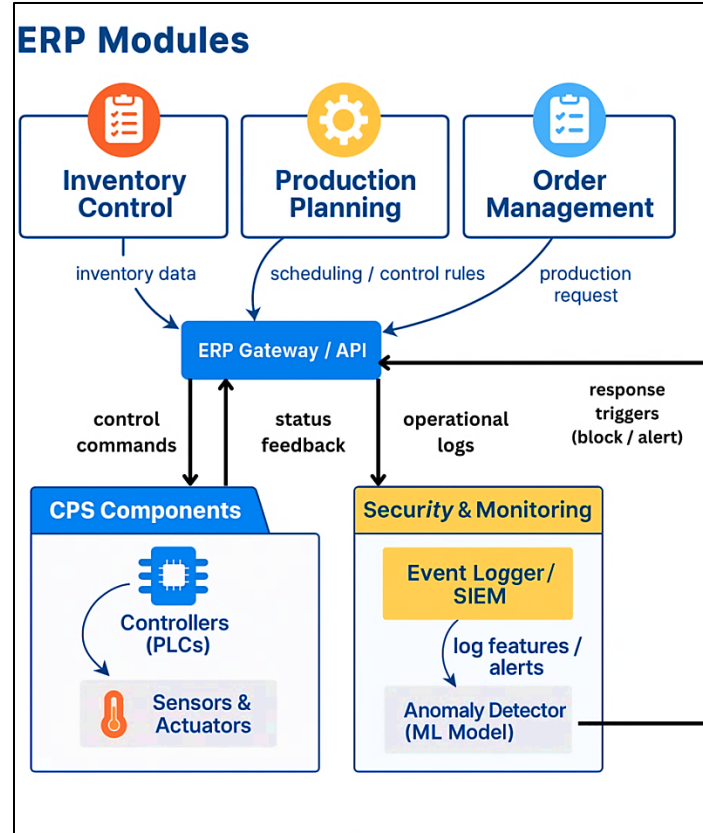 ERP Modules
Inventory
Control
Production
Planning
Order
Management
inventory data
scheduling / control rules
production
request
ERP Gateway / API
control
commands
status
feedback
operational
logs
response
triggers
(block / alert)
CPS Components
Controllers
(PLCs)
Sensors &
Actuators
Security & Monitoring
Event Logger /
SIEM
log features /
alerts
Anomaly Detector
(ML Model)